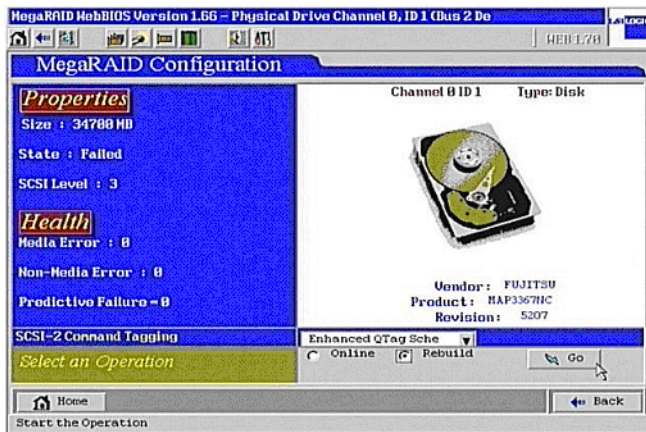 MegaRAID WebBIOS Version 1.66 - Physical Drive Channel 0, ID 1 (Bus 2 De
LSI LOGIC
WEB 1.70
MegaRAID Configuration
Properties
Size : 34700 MB
State : Failed
SCSI Level : 3
Health
Media Error : 0
Non-Media Error : 0
Predictive Failure = 0
Channel 0 ID 1 Type: Disk
Vendor: FUJITSU
Product: MAP3367NC
Revision: 5207
SCSI-2 Command Tagging
Enhanced QTag Sche
Select an Operation
Online Rebuild
Go
Home
Back
Start the Operation